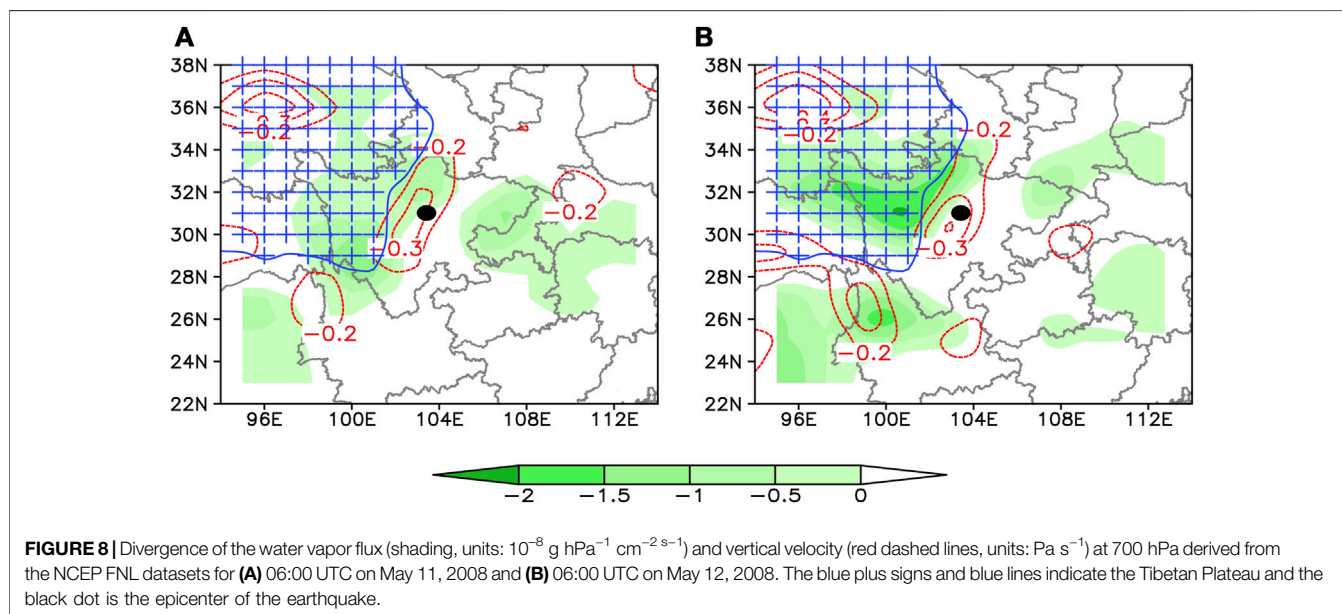 A
B
38N
36N
34N
32N
30N
28N
26N
24N
22N
96E 100E 104E 108E 112E
−0.2
−0.2
−0.2
−0.3
−0.2
38N
36N
34N
32N
30N
28N
26N
24N
22N
96E 100E 104E 108E 112E
−0.2
−0.2
−0.3
−0.2
−2 −1.5 −1 −0.5 0
FIGURE 8 | Divergence of the water vapor flux (shading, units: 10⁻⁸ g hPa⁻¹ cm⁻² ˢ⁻¹) and vertical velocity (red dashed lines, units: Pa s⁻¹) at 700 hPa derived from
the NCEP FNL datasets for (A) 06:00 UTC on May 11, 2008 and (B) 06:00 UTC on May 12, 2008. The blue plus signs and blue lines indicate the Tibetan Plateau and the
black dot is the epicenter of the earthquake.